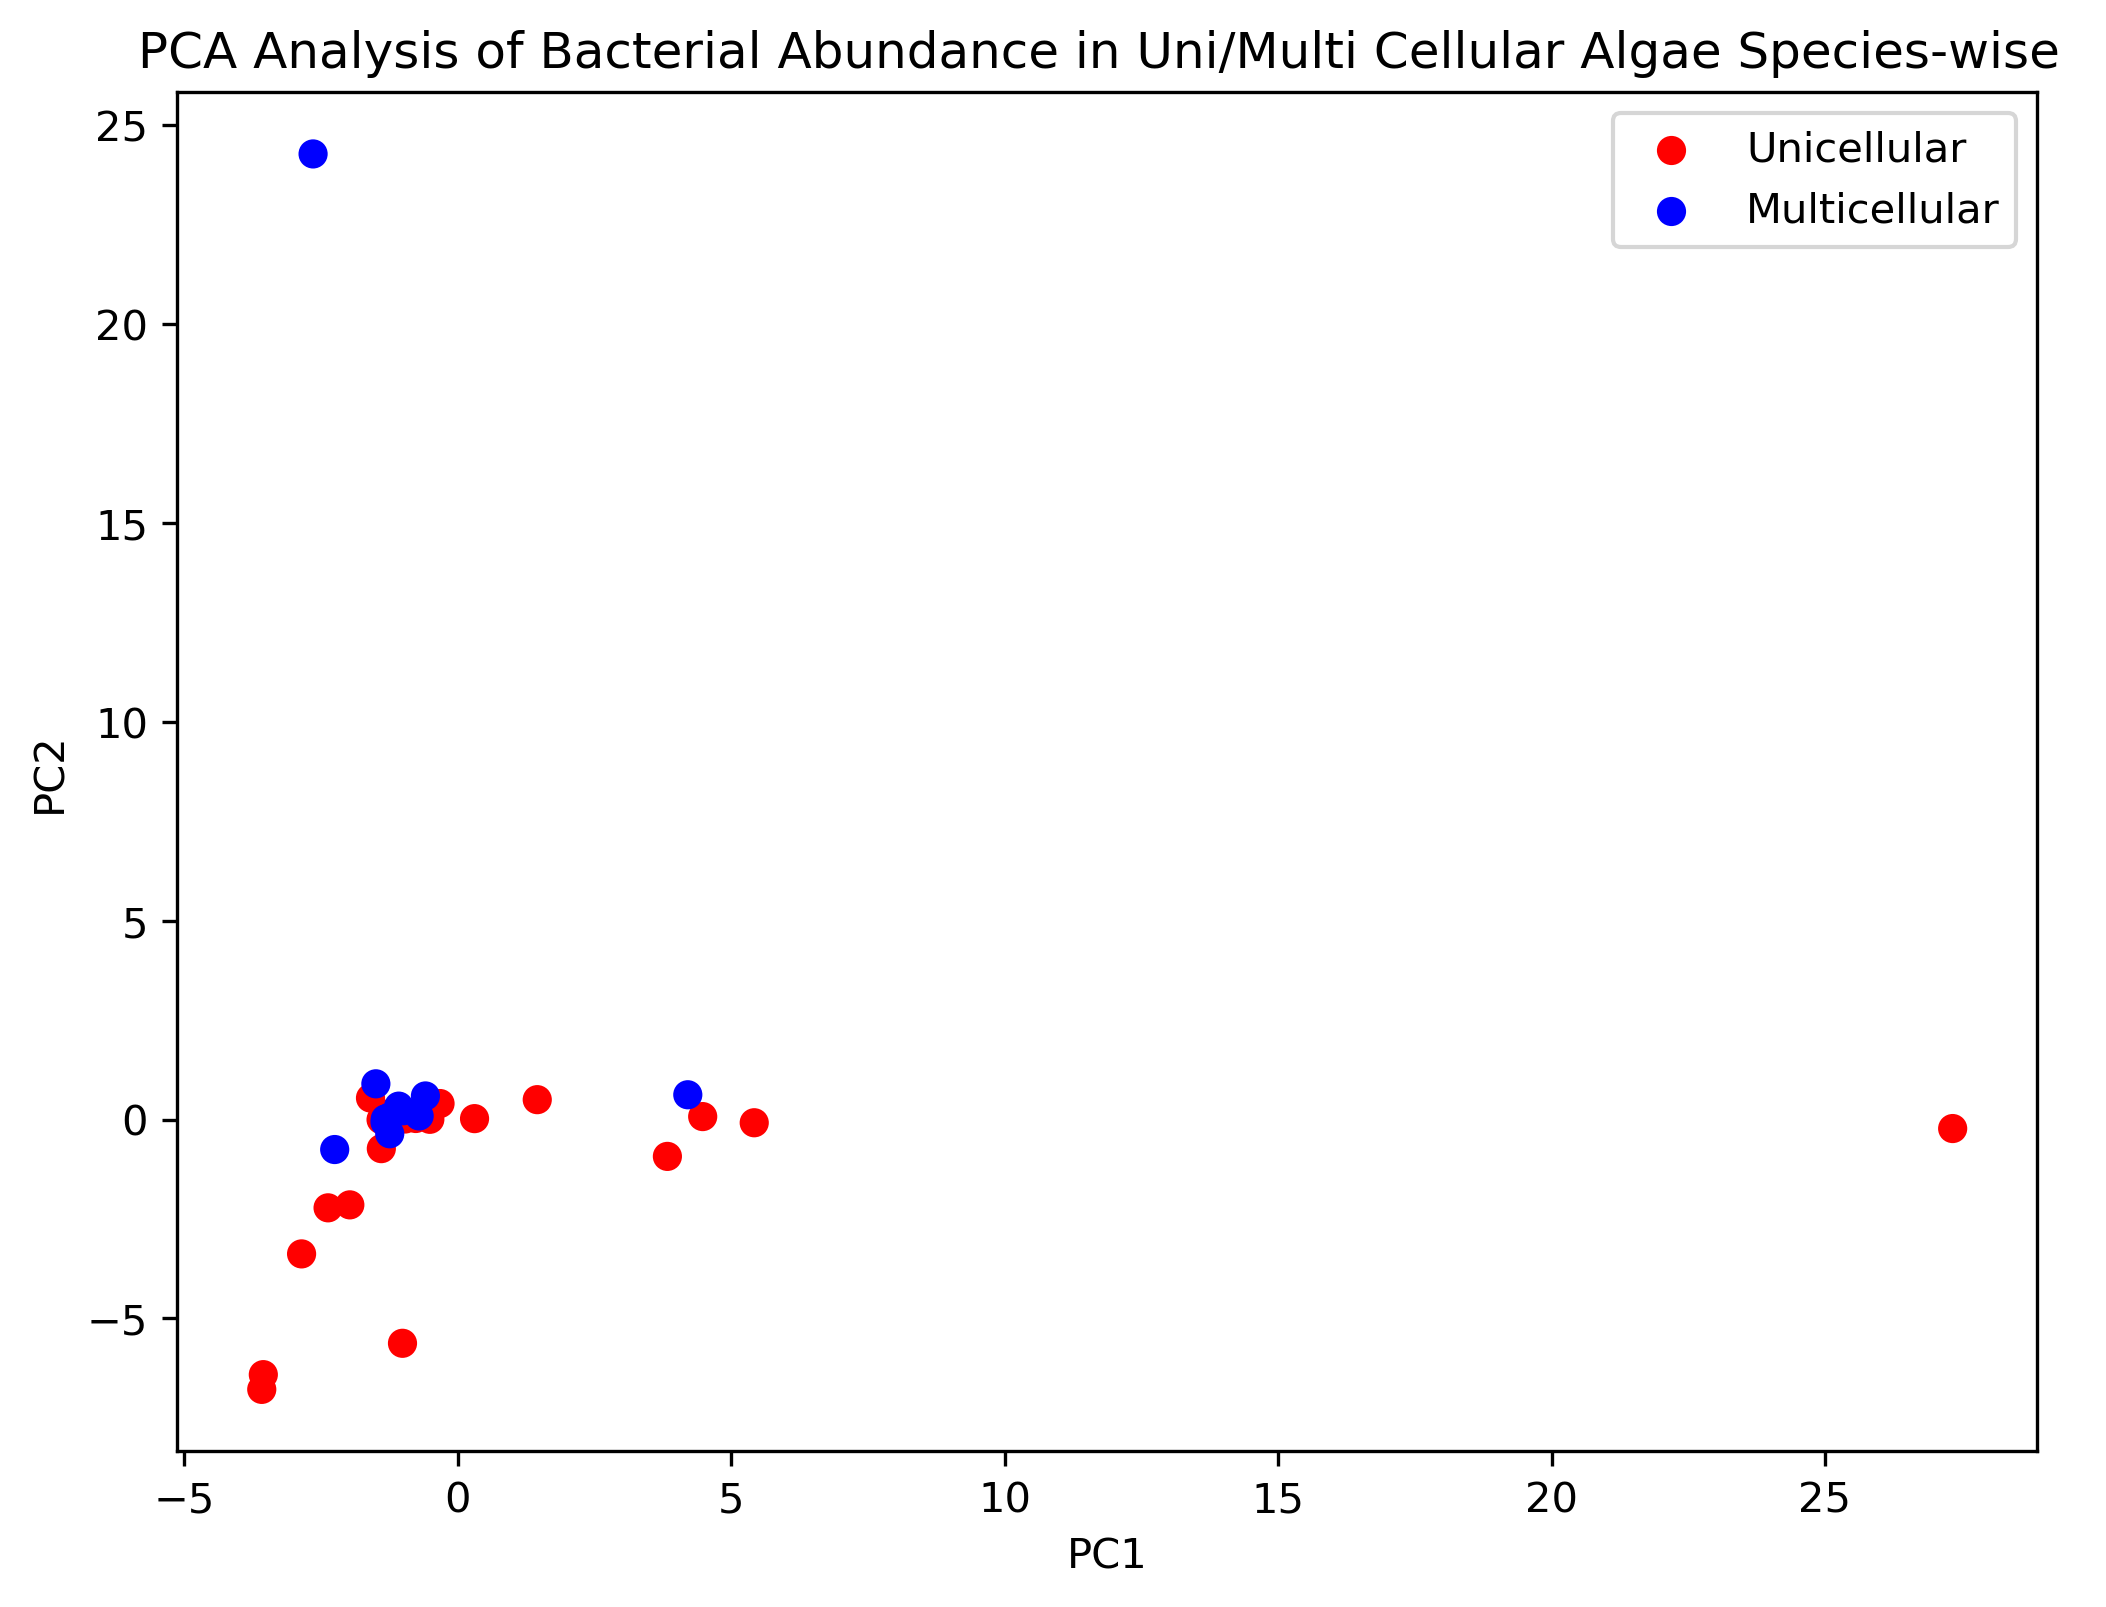 PCA Analysis of Bacterial Abundance in Uni/Multi Cellular Algae Species-wise
Unicellular
Multicellular
25
20
15
10
5
0
−5
PC2
−5 0 5 10 15 20 25
PC1